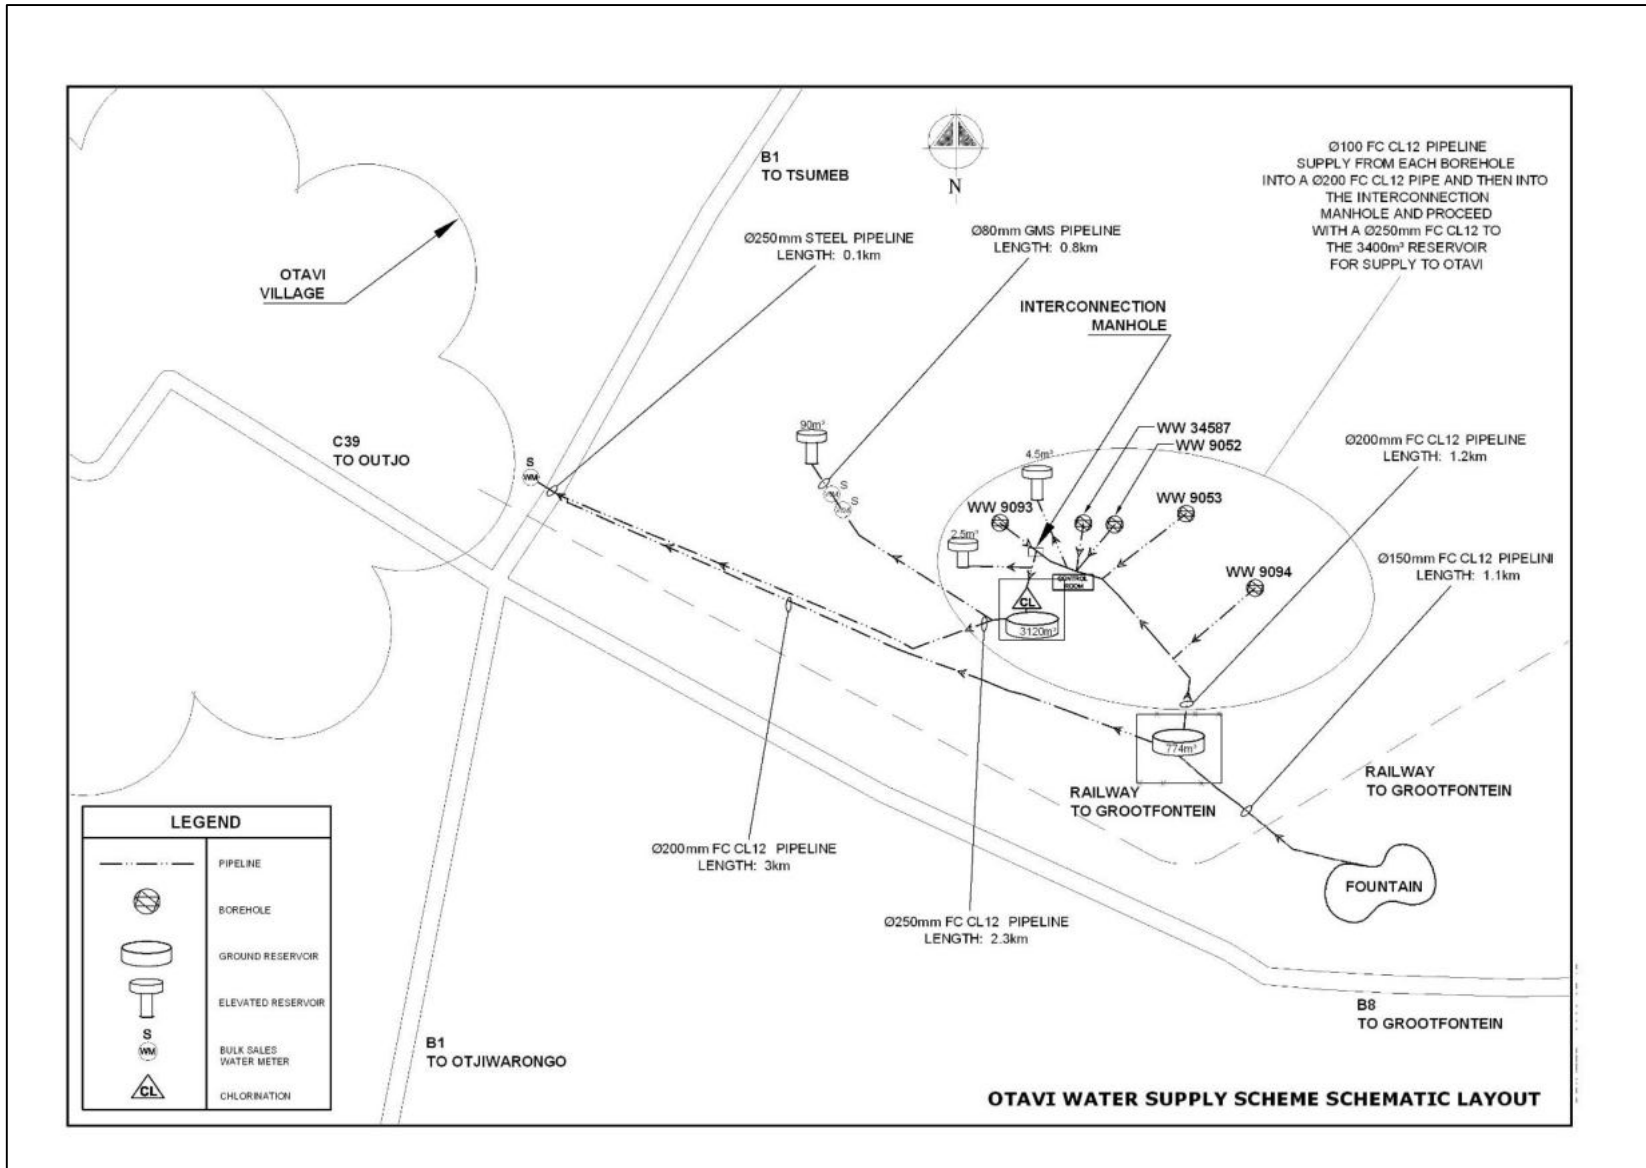 B1
TO TSUMEB
N
Ø100 FC CL12 PIPELINE
SUPPLY FROM EACH BOREHOLE
INTO A Ø200 FC CL12 PIPE AND THEN INTO
THE INTERCONNECTION
MANHOLE AND PROCEED
WITH A Ø250mm FC CL12 TO
THE 3400m³ RESERVOIR
FOR SUPPLY TO OTAVI
Ø250mm STEEL PIPELINE
LENGTH: 0.1km
Ø80mm GMS PIPELINE
LENGTH: 0.8km
OTAVI
VILLAGE
INTERCONNECTION
MANHOLE
C39
TO OUTJO
S
WM
90m³
S
WM
S
WM
4.5m³
WW 34587
WW 9052
Ø200mm FC CL12 PIPELINE
LENGTH: 1.2km
WW 9093
WW 9053
2.5m³
WW 9094
Ø150mm FC CL12 PIPELINI
LENGTH: 1.1km
CONTROL
ROOM
CL
3120m³
774m³
RAILWAY
TO GROOTFONTEIN
RAILWAY
TO GROOTFONTEIN
Ø200mm FC CL12 PIPELINE
LENGTH: 3km
FOUNTAIN
Ø250mm FC CL12 PIPELINE
LENGTH: 2.3km
B8
TO GROOTFONTEIN
B1
TO OTJIWARONGO
LEGEND
PIPELINE
BOREHOLE
GROUND RESERVOIR
ELEVATED RESERVOIR
S
WM
BULK SALES
WATER METER
CL
CHLORINATION
OTAVI WATER SUPPLY SCHEME SCHEMATIC LAYOUT